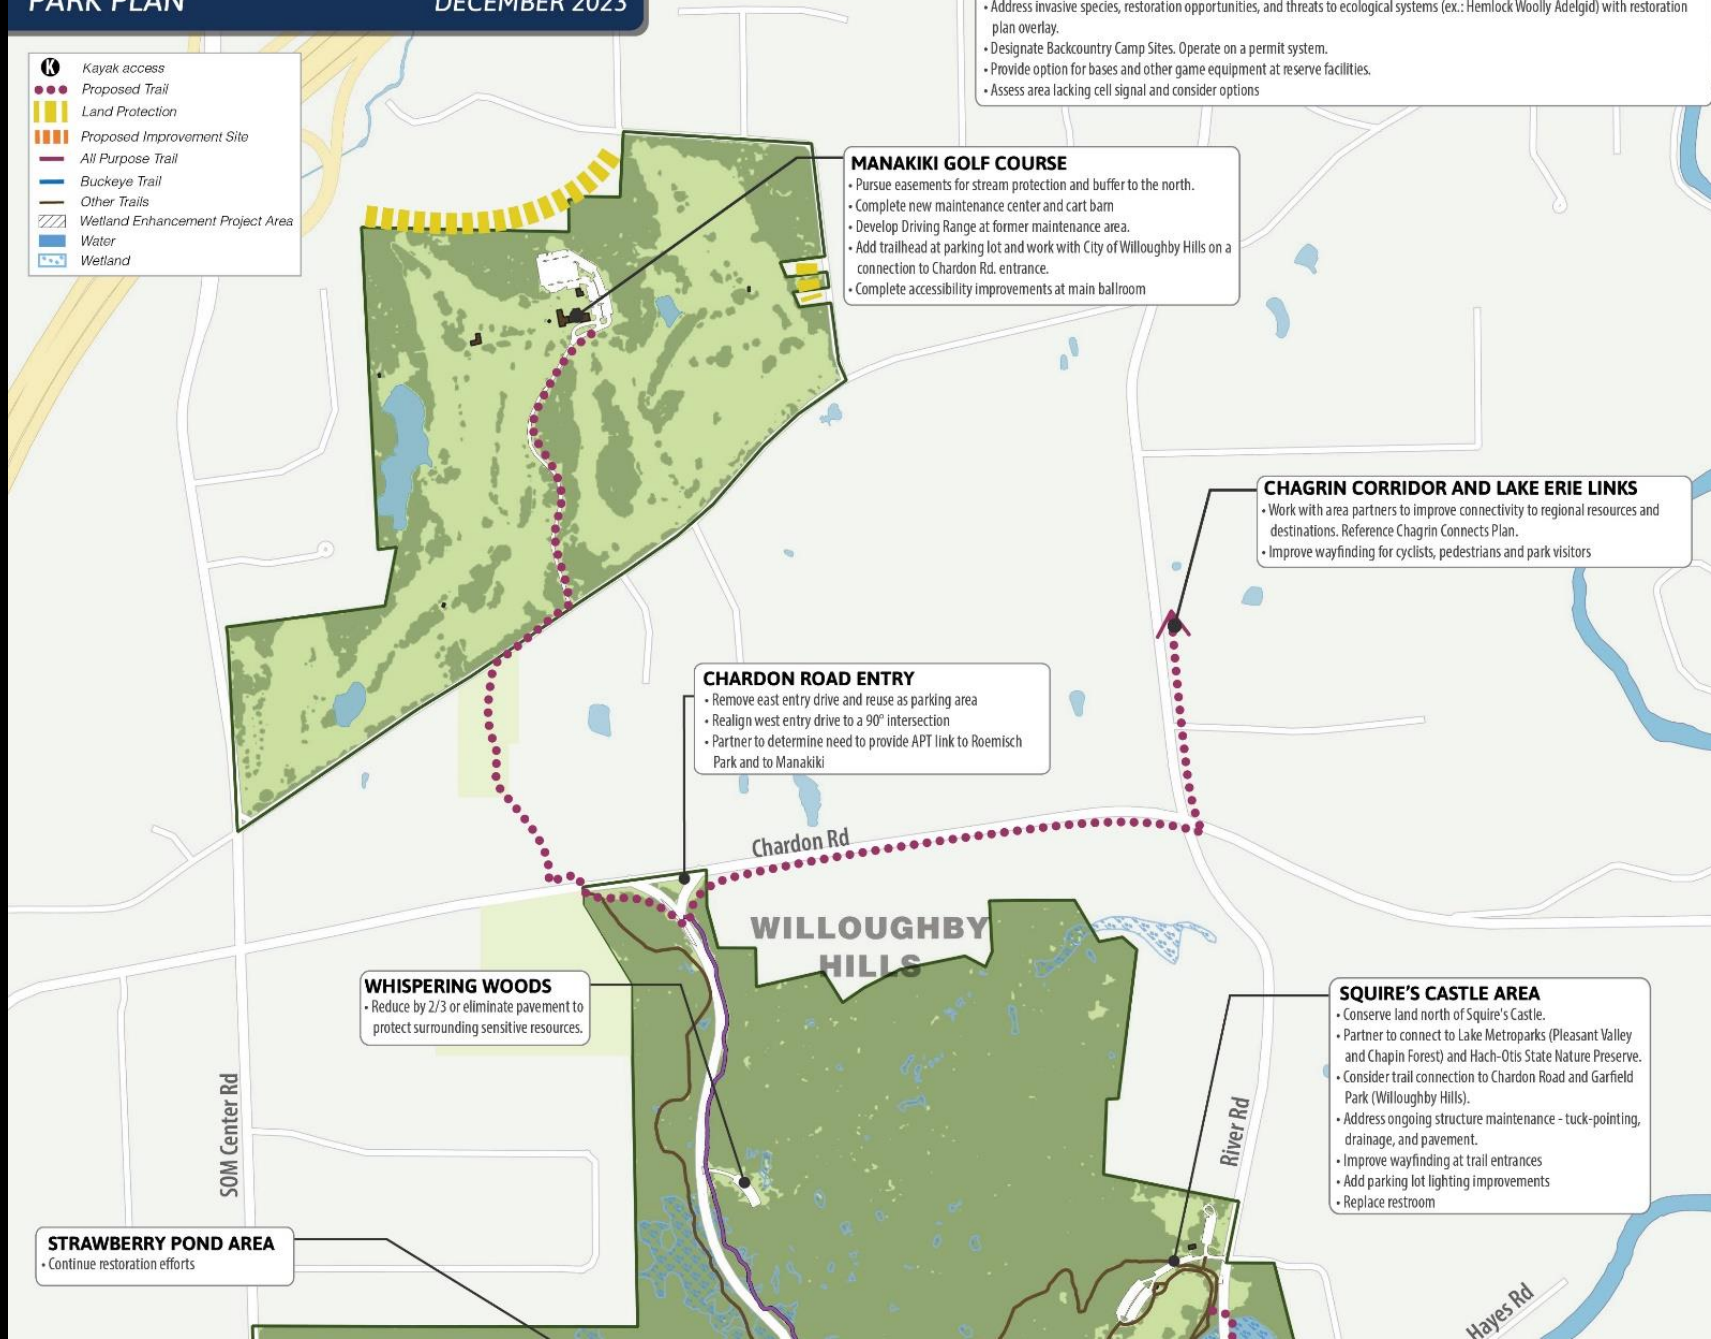 PARK PLAN
DECEMBER 2023
• Address invasive species, restoration opportunities, and threats to ecological systems (ex.: Hemlock Woolly Adelgid) with restoration
plan overlay.
• Designate Backcountry Camp Sites. Operate on a permit system.
• Provide option for bases and other game equipment at reserve facilities.
• Assess area lacking cell signal and consider options
K Kayak access
Proposed Trail
Land Protection
Proposed Improvement Site
All Purpose Trail
Buckeye Trail
Other Trails
Wetland Enhancement Project Area
Water
Wetland
MANAKIKI GOLF COURSE
• Pursue easements for stream protection and buffer to the north.
• Complete new maintenance center and cart barn
• Develop Driving Range at former maintenance area.
• Add trailhead at parking lot and work with City of Willoughby Hills on a
connection to Chardon Rd. entrance.
• Complete accessibility improvements at main ballroom
CHAGRIN CORRIDOR AND LAKE ERIE LINKS
• Work with area partners to improve connectivity to regional resources and
destinations. Reference Chagrin Connects Plan.
• Improve wayfinding for cyclists, pedestrians and park visitors
CHARDON ROAD ENTRY
• Remove east entry drive and reuse as parking area
• Realign west entry drive to a 90° intersection
• Partner to determine need to provide APT link to Roemisch
Park and to Manakiki
Chardon Rd
WILLOUGHBY
HILLS
WHISPERING WOODS
• Reduce by 2/3 or eliminate pavement to
protect surrounding sensitive resources.
SQUIRE'S CASTLE AREA
• Conserve land north of Squire's Castle.
• Partner to connect to Lake Metroparks (Pleasant Valley
and Chapin Forest) and Hach-Otis State Nature Preserve.
• Consider trail connection to Chardon Road and Garfield
Park (Willoughby Hills).
• Address ongoing structure maintenance - tuck-pointing,
drainage, and pavement.
• Improve wayfinding at trail entrances
• Add parking lot lighting improvements
• Replace restroom
SOM Center Rd
River Rd
STRAWBERRY POND AREA
• Continue restoration efforts
Hayes Rd